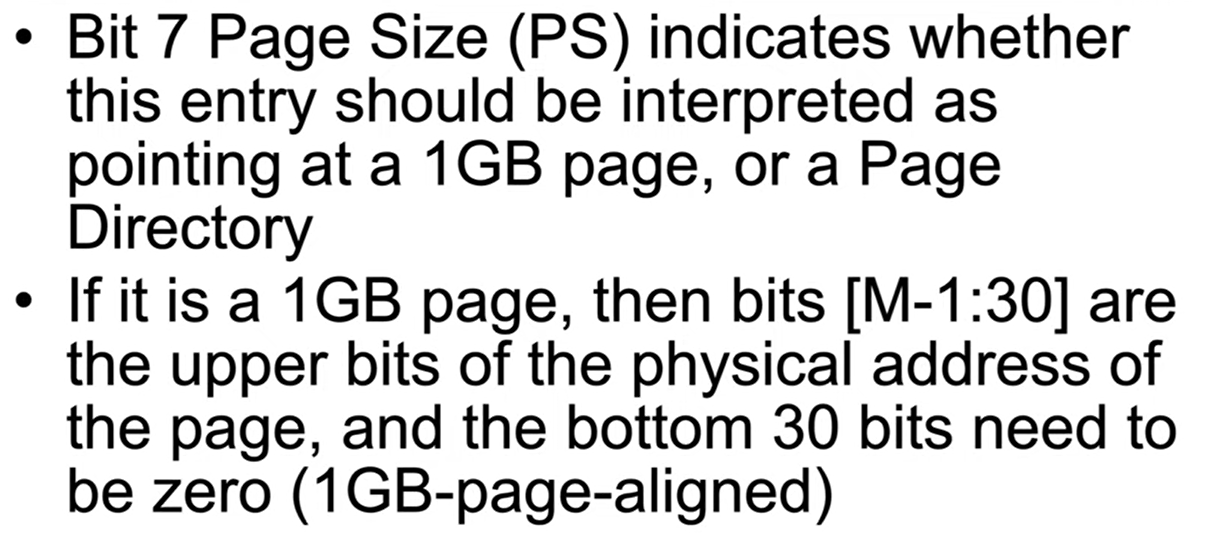 • Bit 7 Page Size (PS) indicates whether
this entry should be interpreted as
pointing at a 1GB page, or a Page
Directory
• If it is a 1GB page, then bits [M-1:30] are
the upper bits of the physical address of
the page, and the bottom 30 bits need to
be zero (1GB-page-aligned)